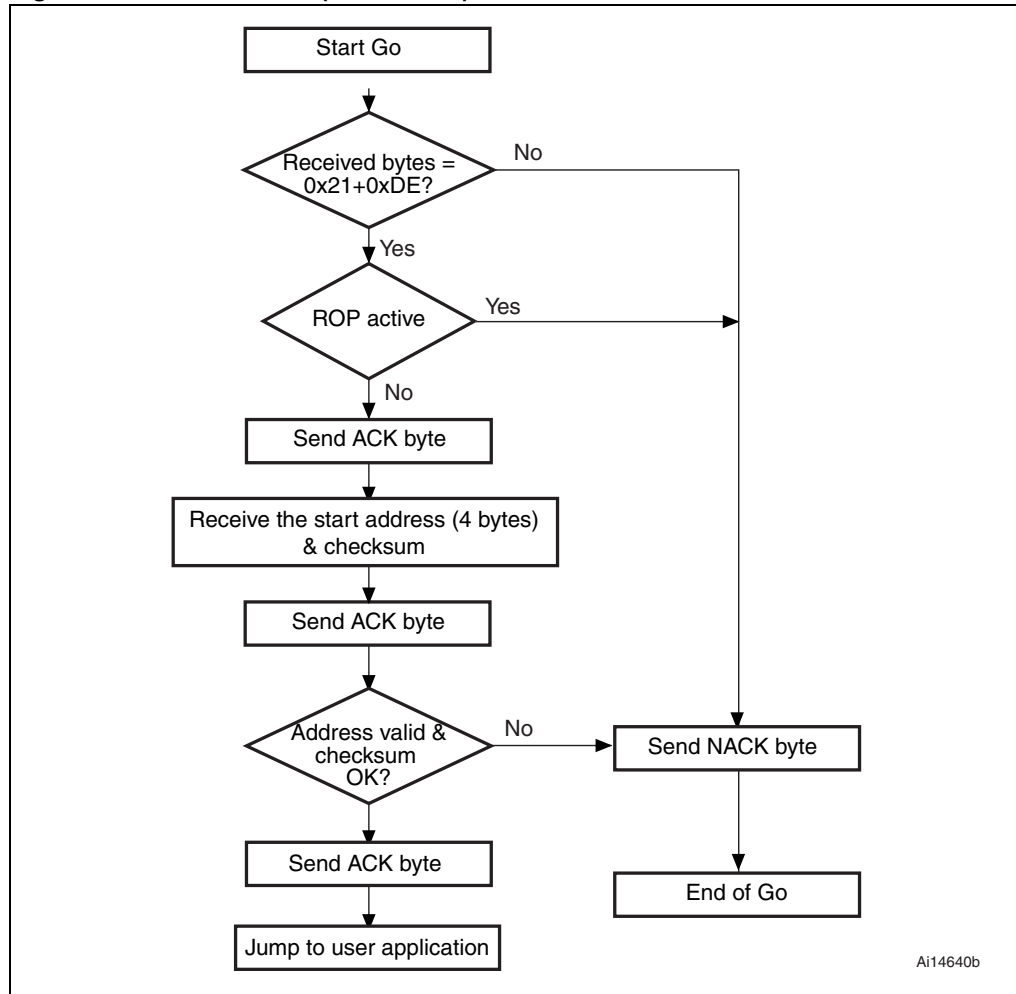 Start Go
Received bytes =
0x21+0xDE?
No
Yes
ROP active
Yes
No
Send ACK byte
Receive the start address (4 bytes)
& checksum
Send ACK byte
Address valid &
checksum
OK?
No
Send NACK byte
Send ACK byte
End of Go
Jump to user application
Ai14640b